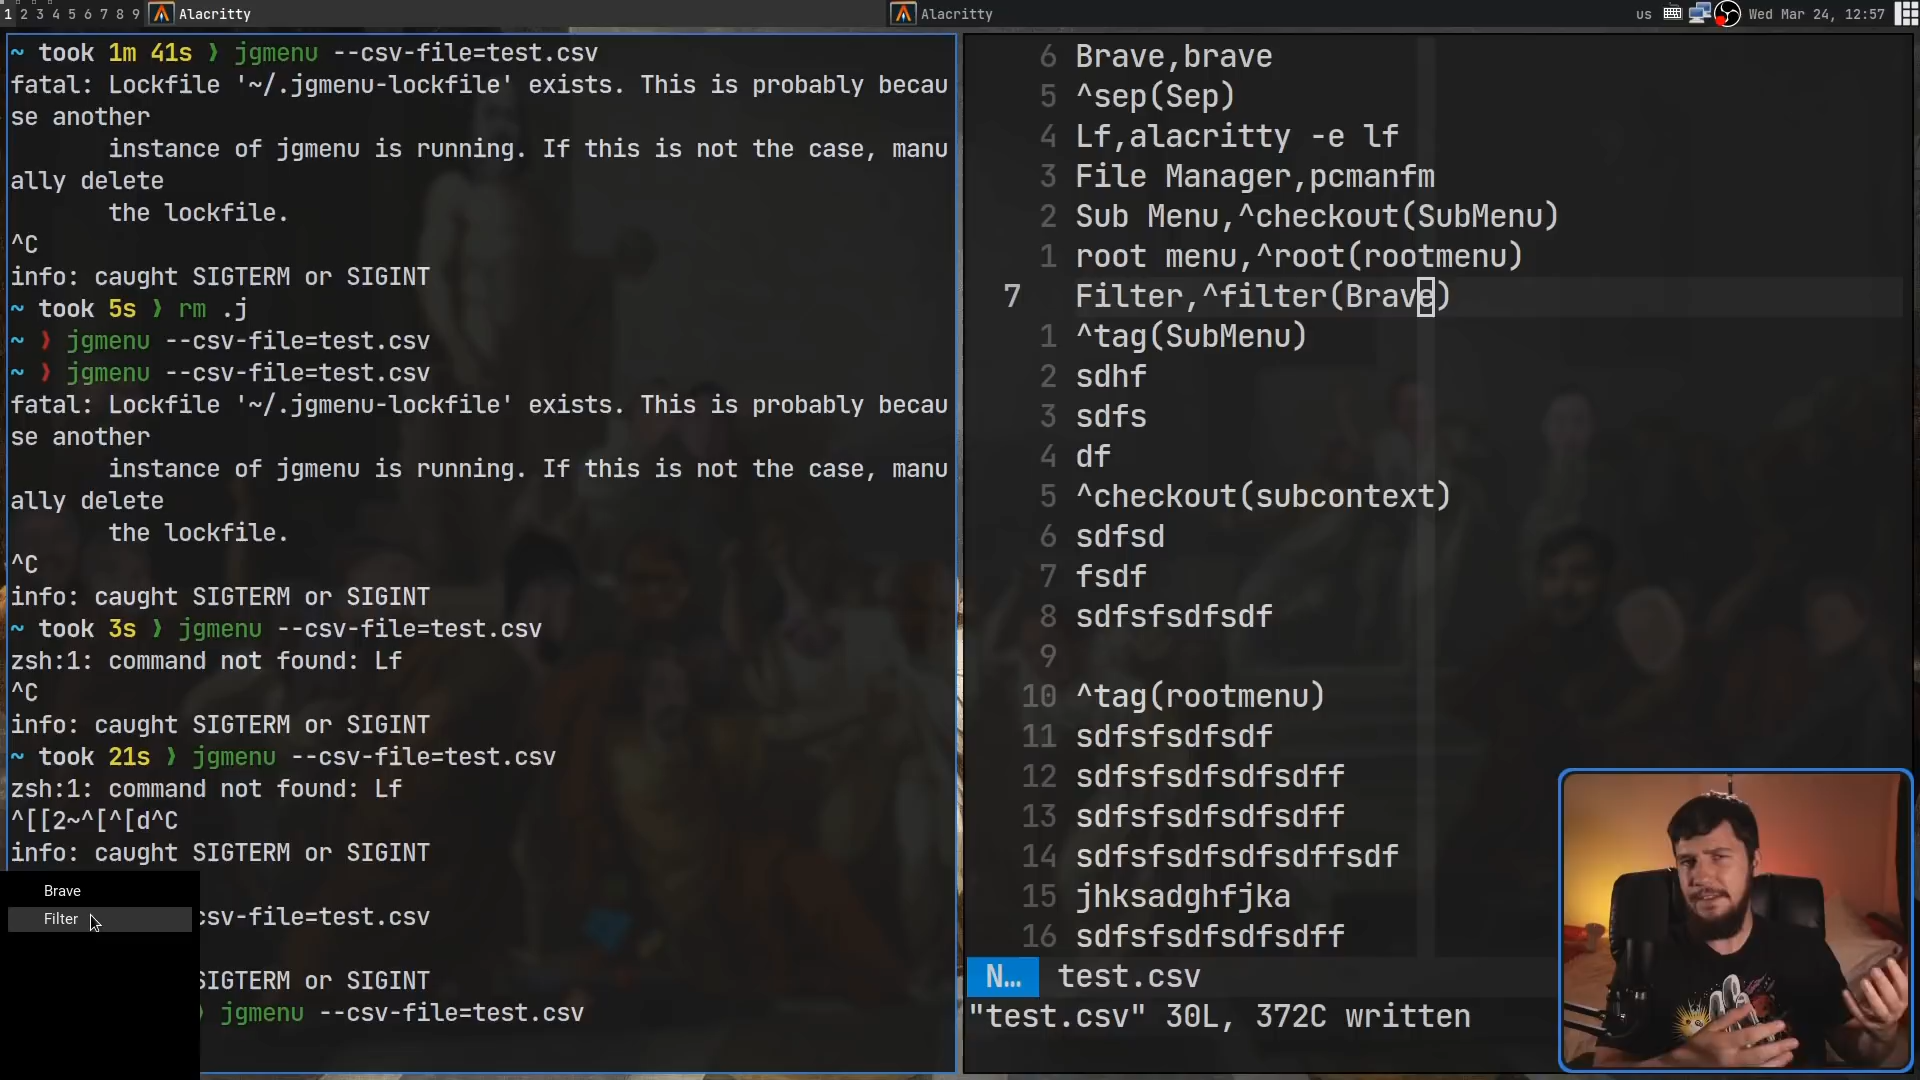 1 2 3 4 5 6 7 8 9 Alacritty
Alacritty
us Wed Mar 24, 12:57
~ took 1m 41s ❯ jgmenu --csv-file=test.csv
fatal: Lockfile '~/.jgmenu-lockfile' exists. This is probably becau
se another
instance of jgmenu is running. If this is not the case, manu
ally delete
the lockfile.
^C
info: caught SIGTERM or SIGINT
~ took 5s ❯ rm .j
~ ❯ jgmenu --csv-file=test.csv
~ ❯ jgmenu --csv-file=test.csv
fatal: Lockfile '~/.jgmenu-lockfile' exists. This is probably becau
se another
instance of jgmenu is running. If this is not the case, manu
ally delete
the lockfile.
^C
info: caught SIGTERM or SIGINT
~ took 3s ❯ jgmenu --csv-file=test.csv
zsh:1: command not found: Lf
^C
info: caught SIGTERM or SIGINT
~ took 21s ❯ jgmenu --csv-file=test.csv
zsh:1: command not found: Lf
^[[2~^[^[d^C
info: caught SIGTERM or SIGINT
Brave
Filter
csv-file=test.csv
SIGTERM or SIGINT
❯ jgmenu --csv-file=test.csv
6 Brave,brave
5 ^sep(Sep)
4 Lf,alacritty -e lf
3 File Manager,pcmanfm
2 Sub Menu,^checkout(SubMenu)
1 root menu,^root(rootmenu)
7 Filter,^filter(Brave)
1 ^tag(SubMenu)
2 sdhf
3 sdfs
4 df
5 ^checkout(subcontext)
6 sdfsd
7 fsdf
8 sdfsfsdfsdf
9
10 ^tag(rootmenu)
11 sdfsfsdfsdf
12 sdfsfsdfsdfsdff
13 sdfsfsdfsdfsdff
14 sdfsfsdfsdfsdffsdf
15 jhksadghfjka
16 sdfsfsdfsdfsdff
N… test.csv
"test.csv" 30L, 372C written